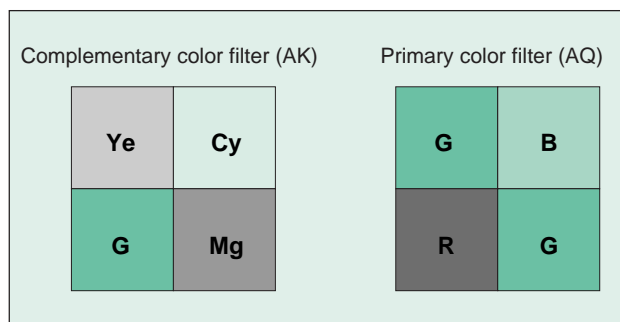 Complementary color filter (AK)
Primary color filter (AQ)
Ye Cy
G B
G Mg
R G